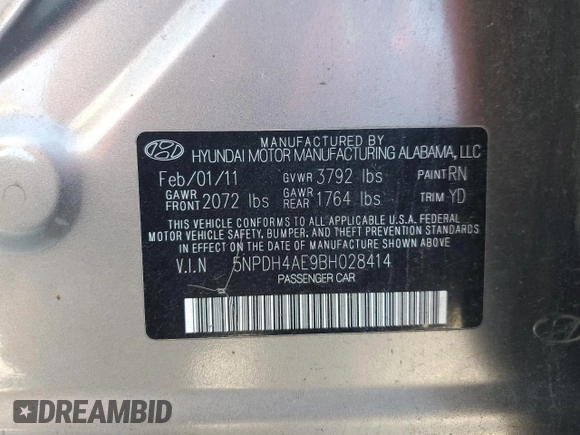 MANUFACTURED BY
HYUNDAI MOTOR MANUFACTURING ALABAMA, LLC
Feb/01/11 GVWR 3792 lbs PAINT RN
GAWR FRONT 2072 lbs GAWR REAR 1764 lbs TRIM YD
THIS VEHICLE CONFORMS TO ALL APPLICABLE U.S.A. FEDERAL
MOTOR VEHICLE SAFETY, BUMPER, AND THEFT PREVENTION STANDARDS
IN EFFECT ON THE DATE OF MANUFACTURE SHOWN ABOVE.
V.I.N 5NPDH4AE9BH028414
PASSENGER CAR
DREAMBID